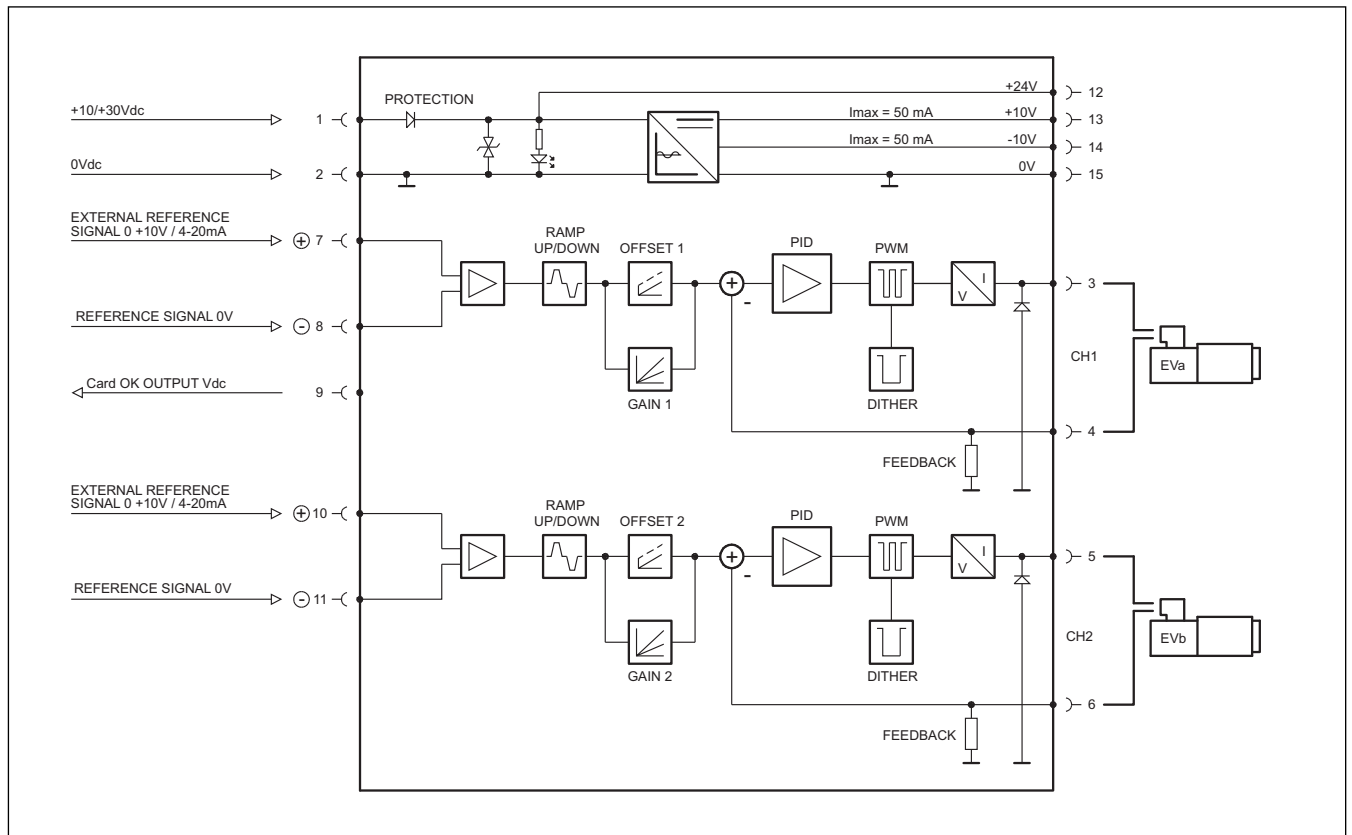 PROTECTION
+10/+30Vdc
1
0Vdc
2
Imax = 50 mA
Imax = 50 mA
+24V
+10V
-10V
0V
12
13
14
15
EXTERNAL REFERENCE
SIGNAL 0 +10V / 4-20mA
+ 7
REFERENCE SIGNAL 0V
- 8
Card OK OUTPUT Vdc
9
RAMP
UP/DOWN
OFFSET 1
GAIN 1
+
-
PID
PWM
DITHER
I
V
FEEDBACK
3
CH1
4
EVa
EXTERNAL REFERENCE
SIGNAL 0 +10V / 4-20mA
+ 10
REFERENCE SIGNAL 0V
- 11
RAMP
UP/DOWN
OFFSET 2
GAIN 2
+
-
PID
PWM
DITHER
I
V
FEEDBACK
5
CH2
6
EVb